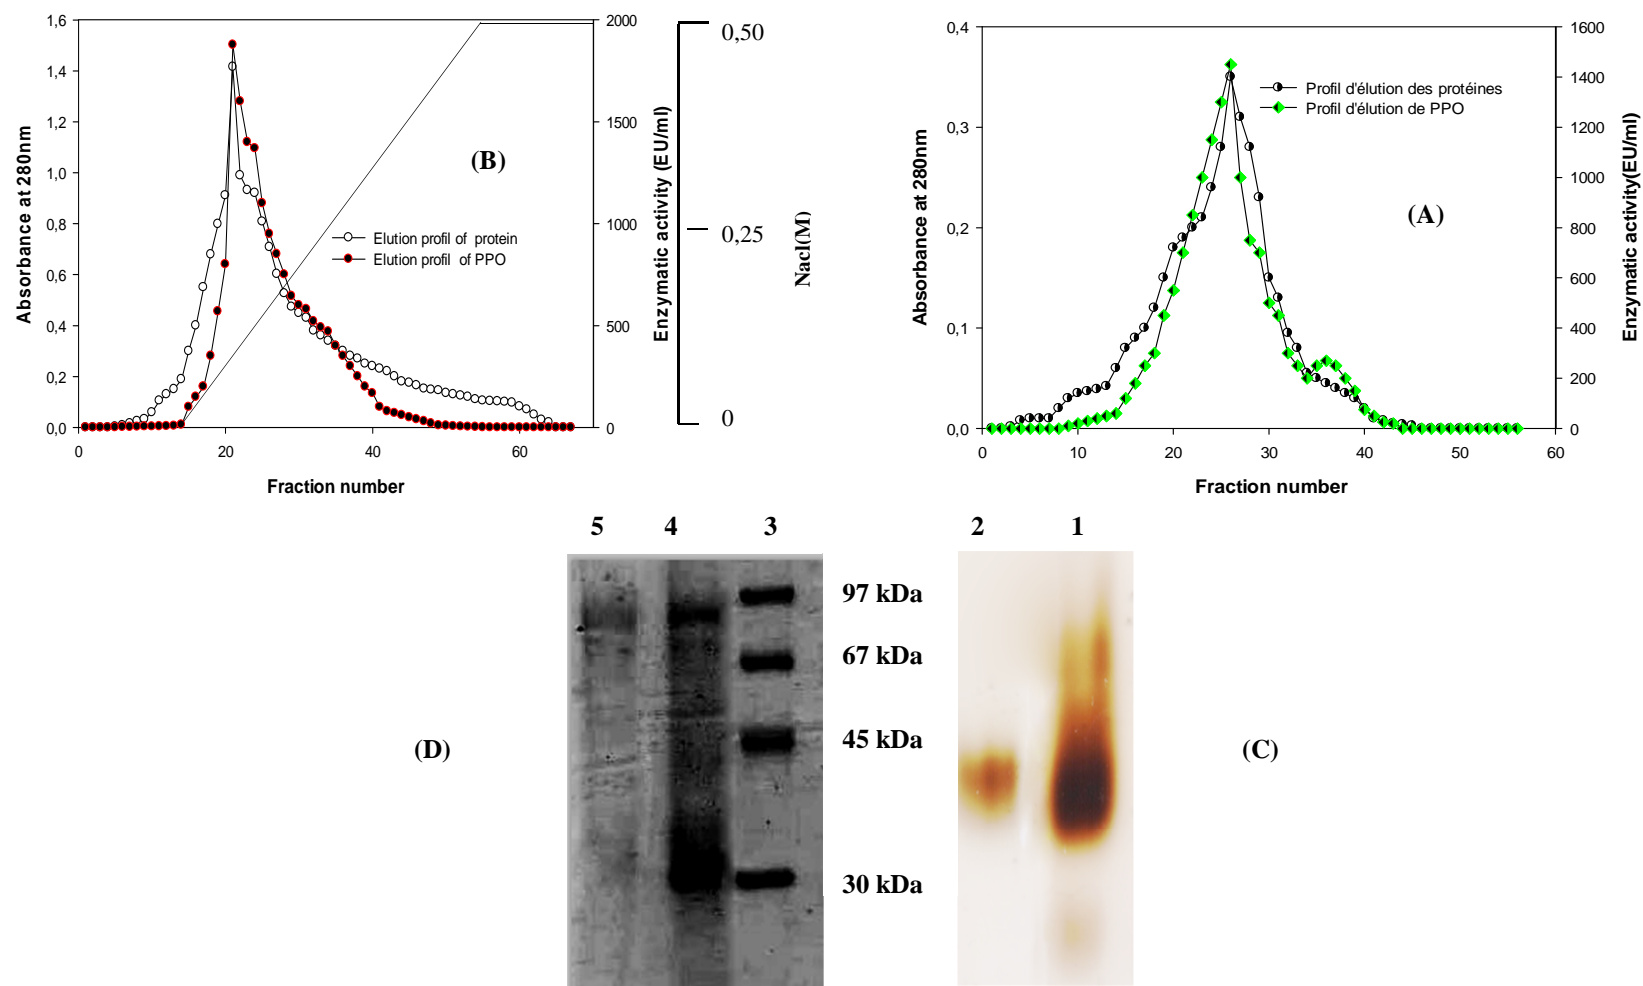 1,6
1,4
1,2
1,0
0,8
0,6
0,4
0,2
0,0
Absorbance at 280nm
0
20
40
60
Fraction number
2000
1500
1000
500
0
Enzymatic activity (EU/ml)
(B)
Elution profil of protein
Elution profil of PPO
0,50
0,25
0
Nacl(M)
0,4
0,3
0,2
0,1
0,0
Absorbance at 280nm
0
10
20
30
40
50
60
Fraction number
1600
1400
1200
1000
800
600
400
200
0
Enzymatic activity(EU/ml)
Profil d'élution des protéines
Profil d'élution de PPO
(A)
5 4 3
2 1
97 kDa
67 kDa
45 kDa
30 kDa
(D)
(C)